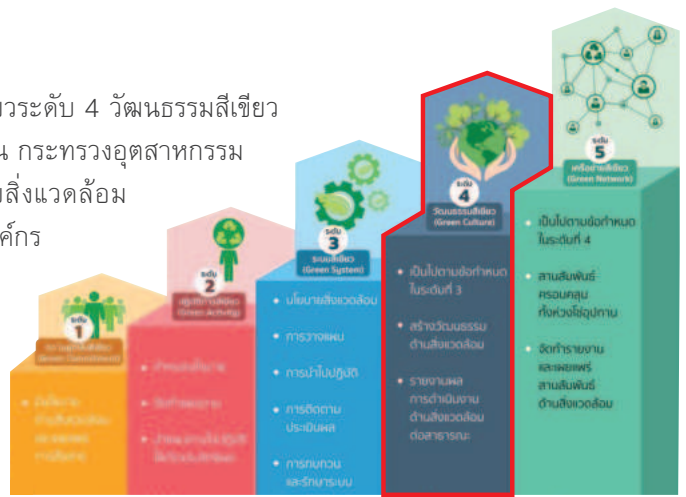 วระดับ 4 วัฒนธรรมสีเขียว
น กระทรวงอุตสาหกรรม
สิ่งแวดล้อม
ค์กร
ระดับ
1
(Green Commitment)
ระดับ
2
ปฏิบัติการสีเขียว
(Green Activity)
ระดับ
3
ระบบสีเขียว
(Green System)
• นโยบายสิ่งแวดล้อม
• การวางแผน
• การนำไปปฏิบัติ
• การติดตาม
ประเมินผล
• การทบทวน
และรักษาระบบ
ระดับ
4
วัฒนธรรมสีเขียว
(Green Culture)
• เป็นไปตามข้อกำหนด
ในระดับที่ 3
• สร้างวัฒนธรรม
ด้านสิ่งแวดล้อม
• รายงานผล
การดำเนินงาน
ด้านสิ่งแวดล้อม
ต่อสาธารณะ
ระดับ
5
เครือข่ายสีเขียว
(Green Network)
• เป็นไปตามข้อกำหนด
ในระดับที่ 4
• สานสัมพันธ์
ครอบคลุม
ทั้งห่วงโซ่อุปทาน
• จัดทำรายงาน
และเผยแพร่
สานสัมพันธ์
ด้านสิ่งแวดล้อม